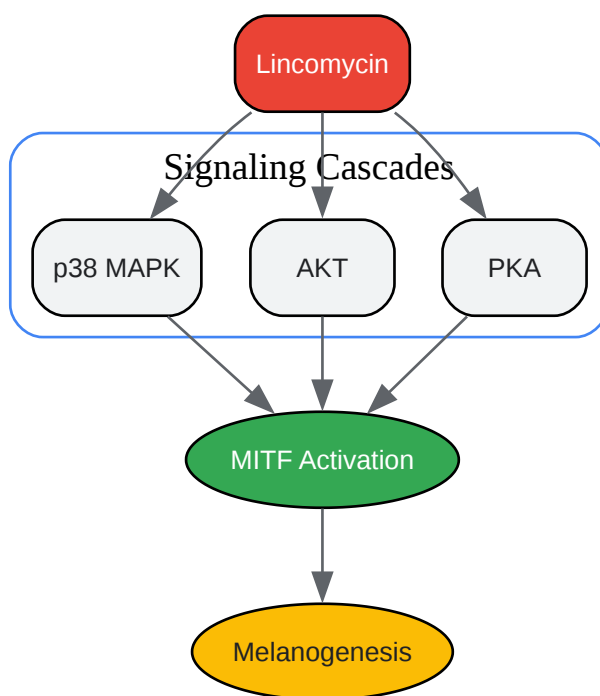 Lincomycin
Signaling Cascades
p38 MAPK
AKT
PKA
MITF Activation
Melanogenesis